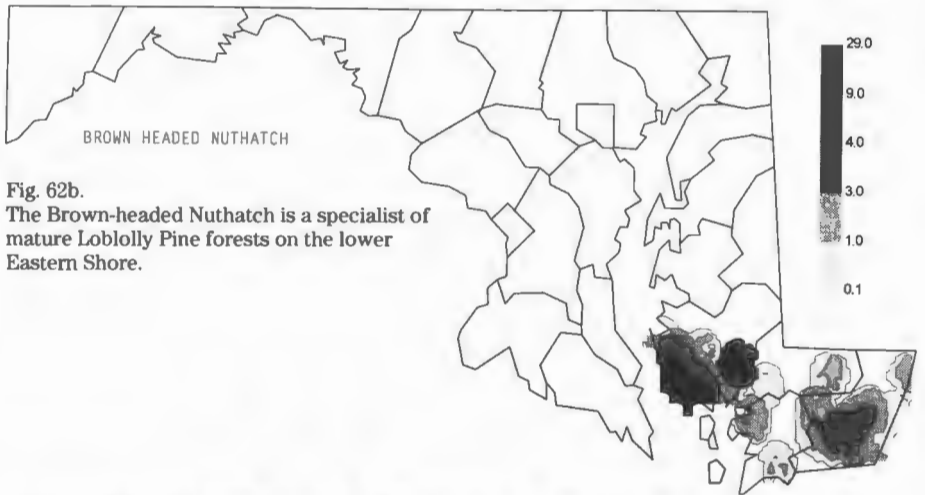 BROWN HEADED NUTHATCH
Fig. 62b.
The Brown-headed Nuthatch is a specialist of
mature Loblolly Pine forests on the lower
Eastern Shore.
29.0
9.0
4.0
3.0
1.0
0.1